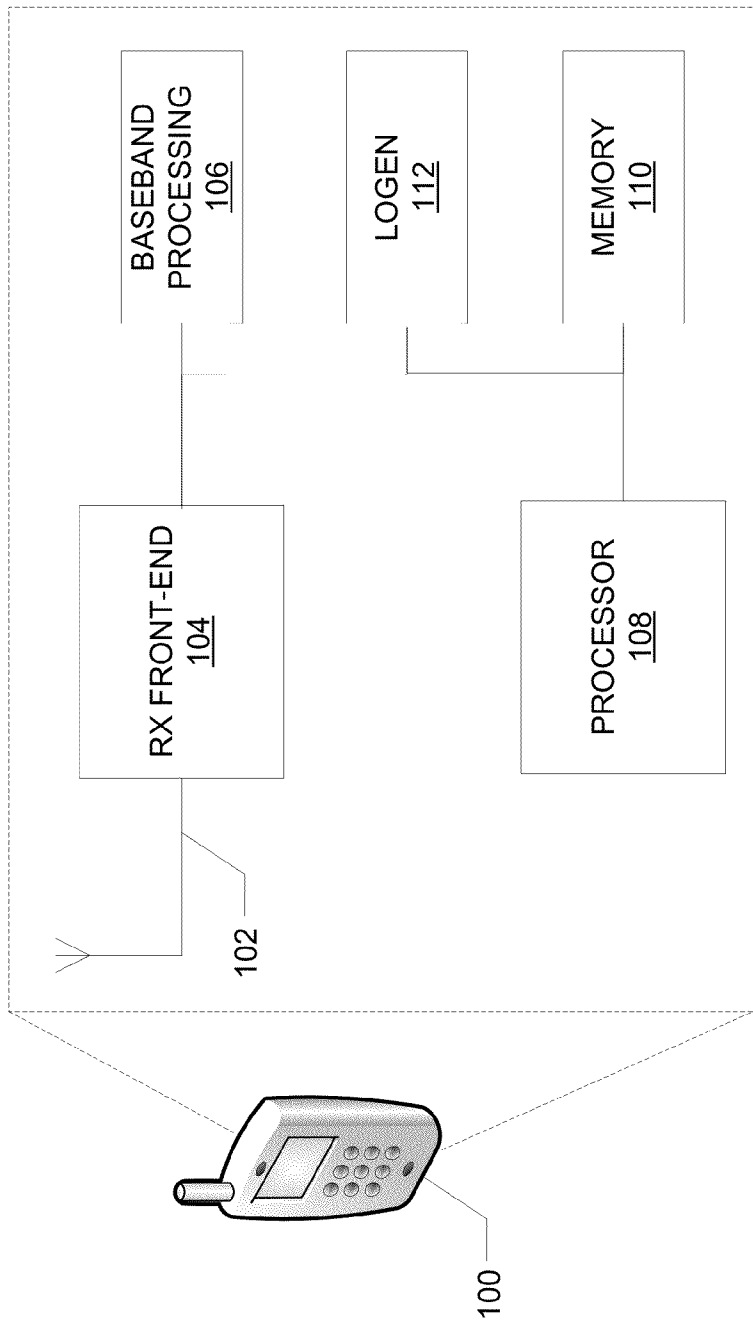 100
102
RX FRONT-END
104
BASEBAND
PROCESSING
106
PROCESSOR
108
LOGEN
112
MEMORY
110